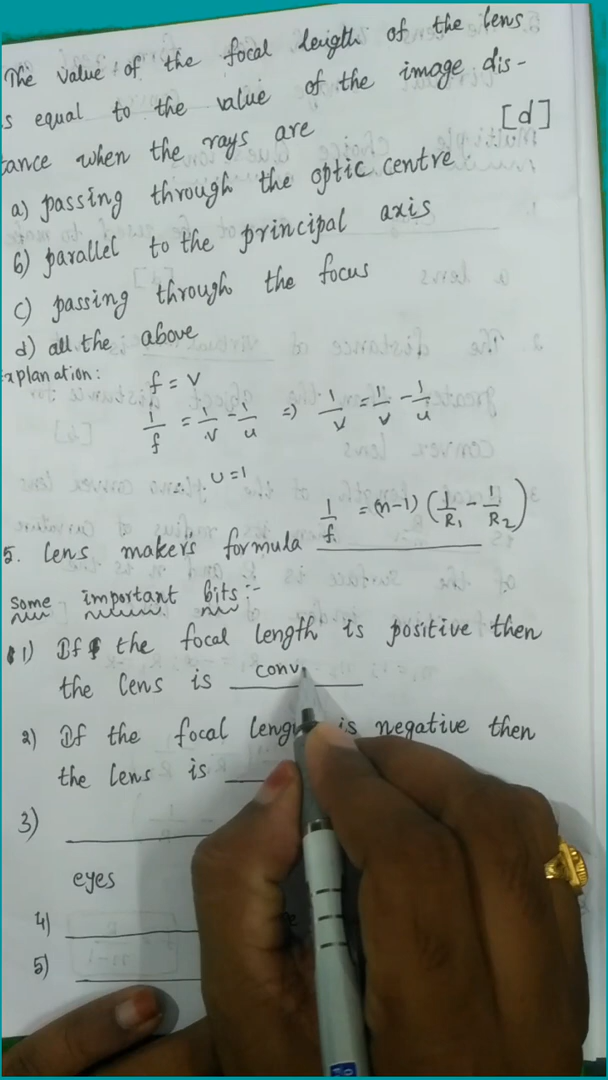 The value of the focal length of the lens
s equal to the value of the image dis-
tance when the rays are [d]
a) passing through the optic centre
b) parallel to the principal axis
c) passing through the focus
d) all the above
explanation: f = v
1/f = 1/v - 1/u => 1/v = 1/v - 1/u
∴ u=1
5. Lens maker's formula 1/f = (n-1) (1/R1 - 1/R2)
Some important bits:-
1) If the focal length is positive then
the lens is conv
2) If the focal leng is negative then
the lens is
3)
eyes
4)
5)